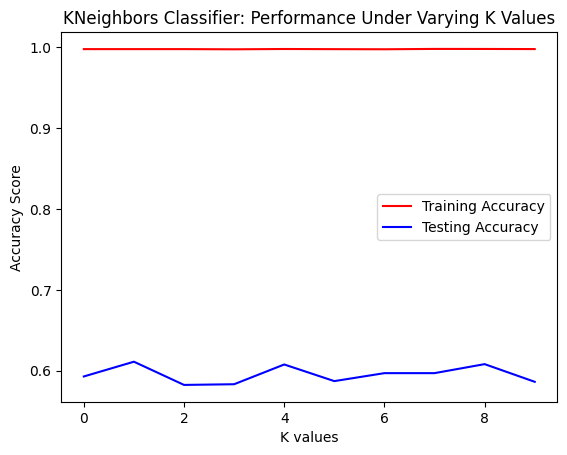 KNeighbors Classifier: Performance Under Varying K Values
1.0
0.9
0.8
0.7
0.6
Accuracy Score
Training Accuracy
Testing Accuracy
0 2 4 6 8
K values